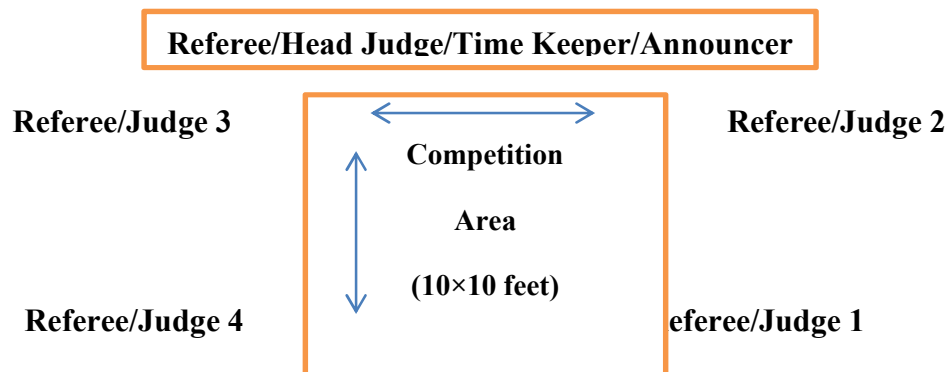 Referee/Head Judge/Time Keeper/Announcer
Referee/Judge 3
Referee/Judge 2
Competition
Area
(10×10 feet)
Referee/Judge 4
eferee/Judge 1